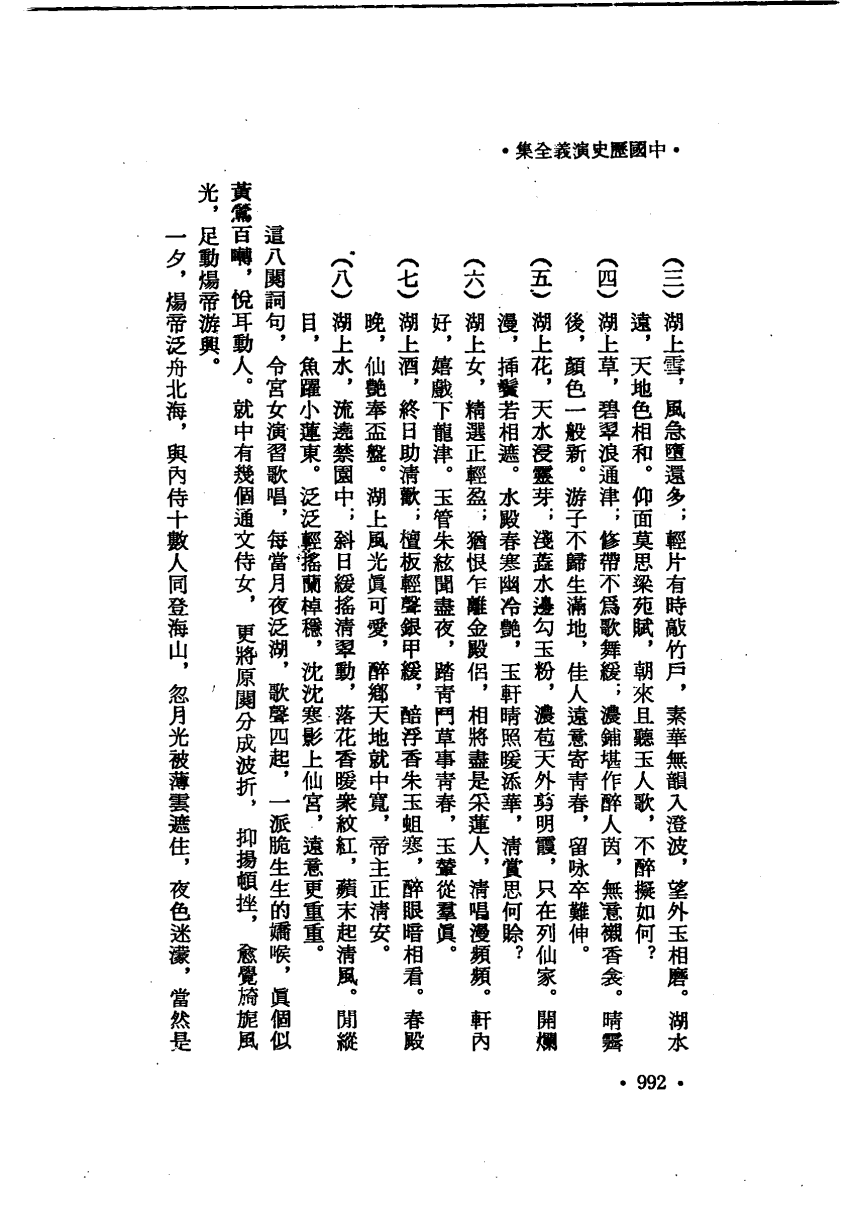 •中國歷史演義全集•
(三)湖上雪，風急墮還多；輕片有時敲竹戶，素華無韻入澄波，望外玉相磨。湖水
遠，天地色相和。仰面莫思梁苑賦，朝來且聽玉人歌，不醉擬如何？
(四)湖上草，碧翠浪通津；修帶不爲歌舞緩；濃鋪堪作醉人茵，無意襯香衾。晴霽
後，顏色一般新。游子不歸生滿地，佳人遠意寄青春，留咏卒難伸。
(五)湖上花，天水浸靈芽；淺蕋水邊勻玉粉，濃苞天外剪明霞，只在列仙家。開爛
漫，挿鬢若相遮。水殿春寒幽冷艷，玉軒晴照暖添華，清賞思何賒？
(六)湖上女，精選正輕盈；猶恨乍離金殿侶，相將盡是采蓮人，清唱漫頻頻。軒內
好，嬉戲下龍津。玉管朱絃聞盡夜，踏青鬥草事青春，玉輦從羣眞。
(七)湖上酒，終日助清歡；檀板輕聲銀甲緩，醅浮香朱玉蛆寒，醉眼暗相看。春殿
晚，仙艷奉盃盤。湖上風光眞可愛，醉鄉天地就中寬，帝主正清安。
(八)湖上水，流遶禁園中；斜日緩搖清翠動，落花香暖衆紋紅，蘋末起清風。閒縱
目，魚躍小蓮東。泛泛輕搖蘭棹穩，沈沈寒影上仙宮，遠意更重重。
這八闋詞句，令宮女演習歌唱，每當月夜泛湖，歌聲四起，一派脆生生的嬌喉，眞個似
黃鶯百囀，悅耳動人。就中有幾個通文侍女，更將原闋分成波折，抑揚頓挫，愈覺旖旎風
光，足動煬帝游興。
一夕，煬帝泛舟北海，與內侍十數人同登海山，忽月光被薄雲遮住，夜色迷濛，當然是
•992•